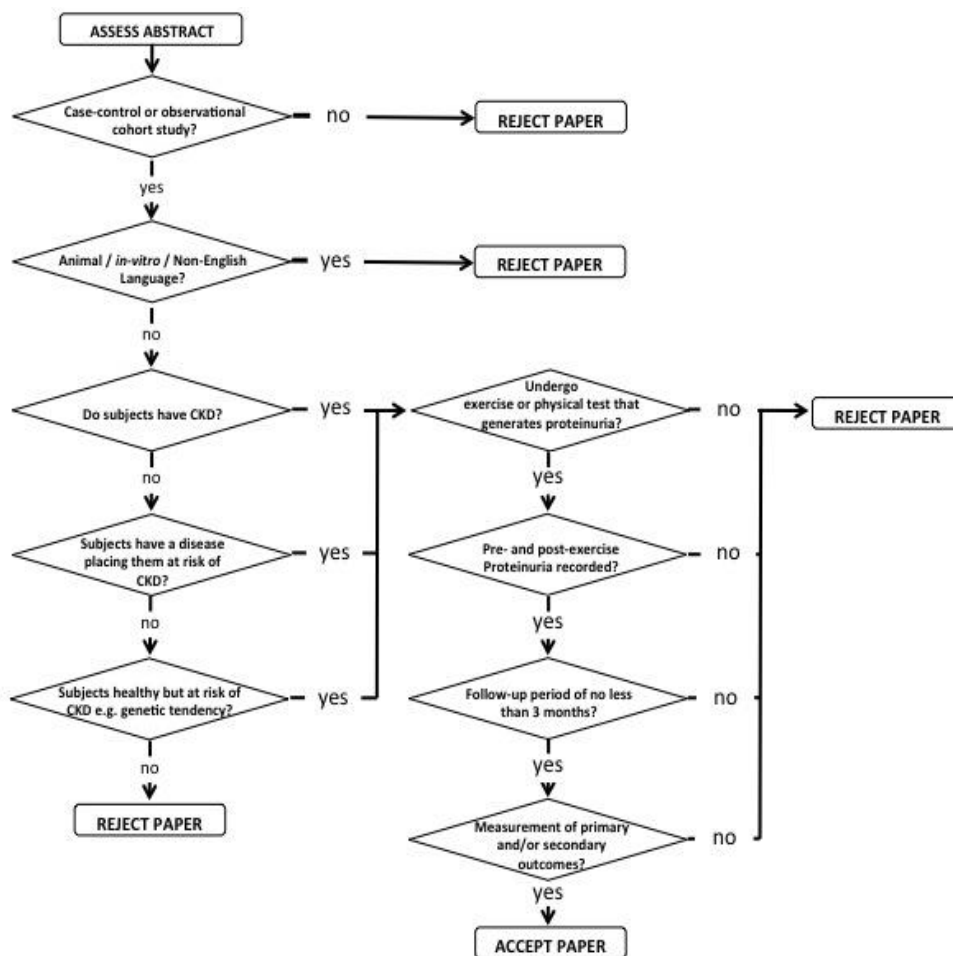 ASSESS ABSTRACT
Case-control or observational
cohort study?
no
REJECT PAPER
yes
Animal / in-vitro / Non-English
Language?
yes
REJECT PAPER
no
Do subjects have CKD?
yes
Undergo
exercise or physical test that
generates proteinuria?
no
REJECT PAPER
no
yes
Subjects have a disease
placing them at risk of
CKD?
yes
Pre- and post-exercise
Proteinuria recorded?
no
no
yes
Subjects healthy but at risk of
CKD e.g. genetic tendency?
yes
Follow-up period of no less
than 3 months?
no
no
yes
REJECT PAPER
Measurement of primary
and/or secondary
outcomes?
no
yes
ACCEPT PAPER